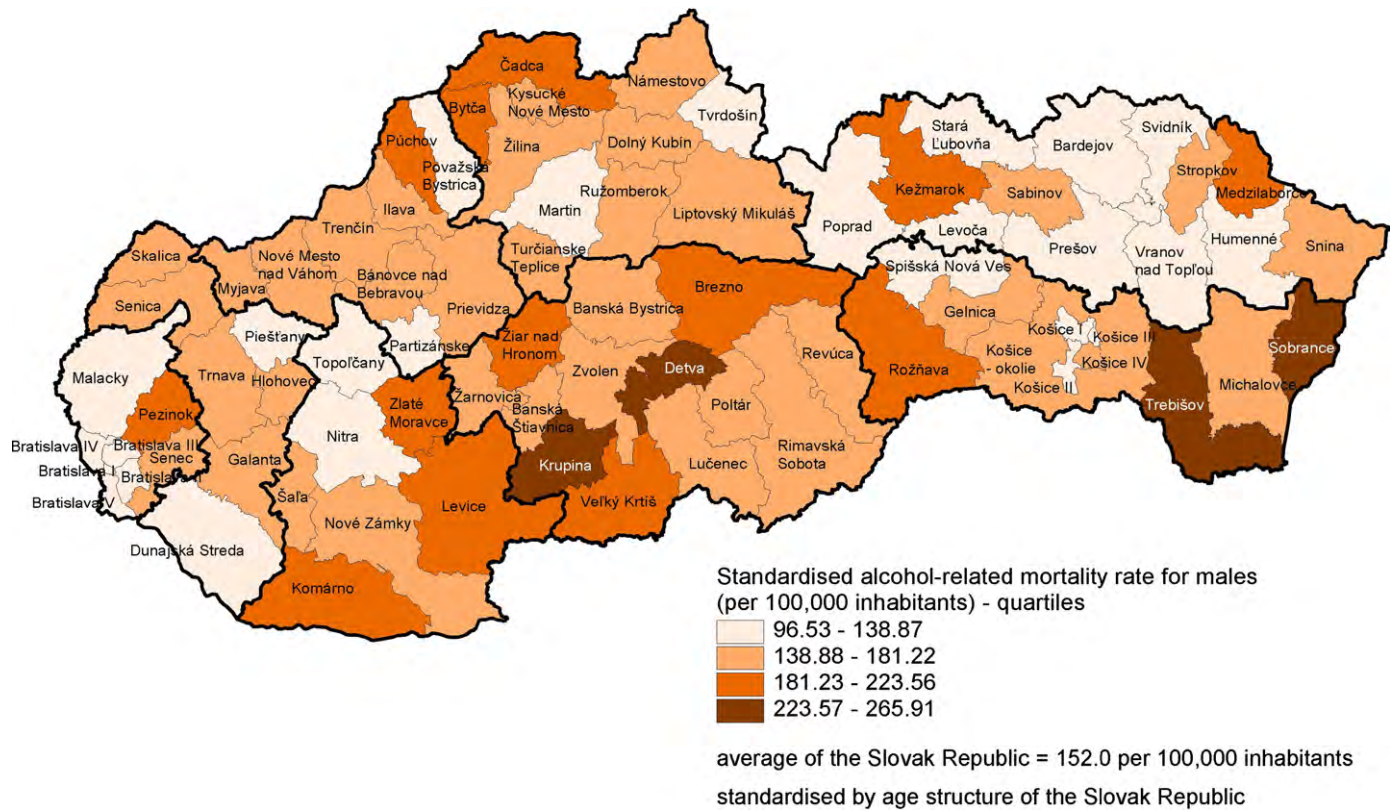 Čadca
Námestovo
Kysucké
Nové Mesto
Bytča
Tvrdošín
Púchov
Považská
Bystrica
Žilina
Dolný Kubín
Stará
Ľubovňa
Bardejov
Svidník
Stropkov
Medzilaborce
Kežmarok
Sabinov
Ružomberok
Martin
Liptovský Mikuláš
Ilava
Trenčín
Poprad
Levoča
Prešov
Vranov
nad Topľou
Humenné
Snina
Skalica
Nové Mesto
nad Váhom
Turčianske
Teplice
Bánovce nad
Bebravou
Spišská Nová Ves
Senica
Myjava
Prievidza
Banská Bystrica
Brezno
Gelnica
Piešťany
Partizánske
Topoľčany
Žiar nad
Hronom
Košice I
Košice III
Sobrance
Malacky
Trnava
Hlohovec
Zvolen
Detva
Revúca
Rožňava
Košice
- okolie
Košice IV
Košice II
Michalovce
Trebišov
Pezinok
Zlaté
Moravce
Žarnovica
Banská
Štiavnica
Poltár
Nitra
Bratislava IV
Bratislava III
Senec
Galanta
Krupina
Lučenec
Rimavská
Sobota
Bratislava I
Bratislava II
Bratislava V
Šaľa
Levice
Veľký Krtíš
Nové Zámky
Dunajská Streda
Komárno
Standardised alcohol-related mortality rate for males
(per 100,000 inhabitants) - quartiles
96.53 - 138.87
138.88 - 181.22
181.23 - 223.56
223.57 - 265.91
average of the Slovak Republic = 152.0 per 100,000 inhabitants
standardised by age structure of the Slovak Republic